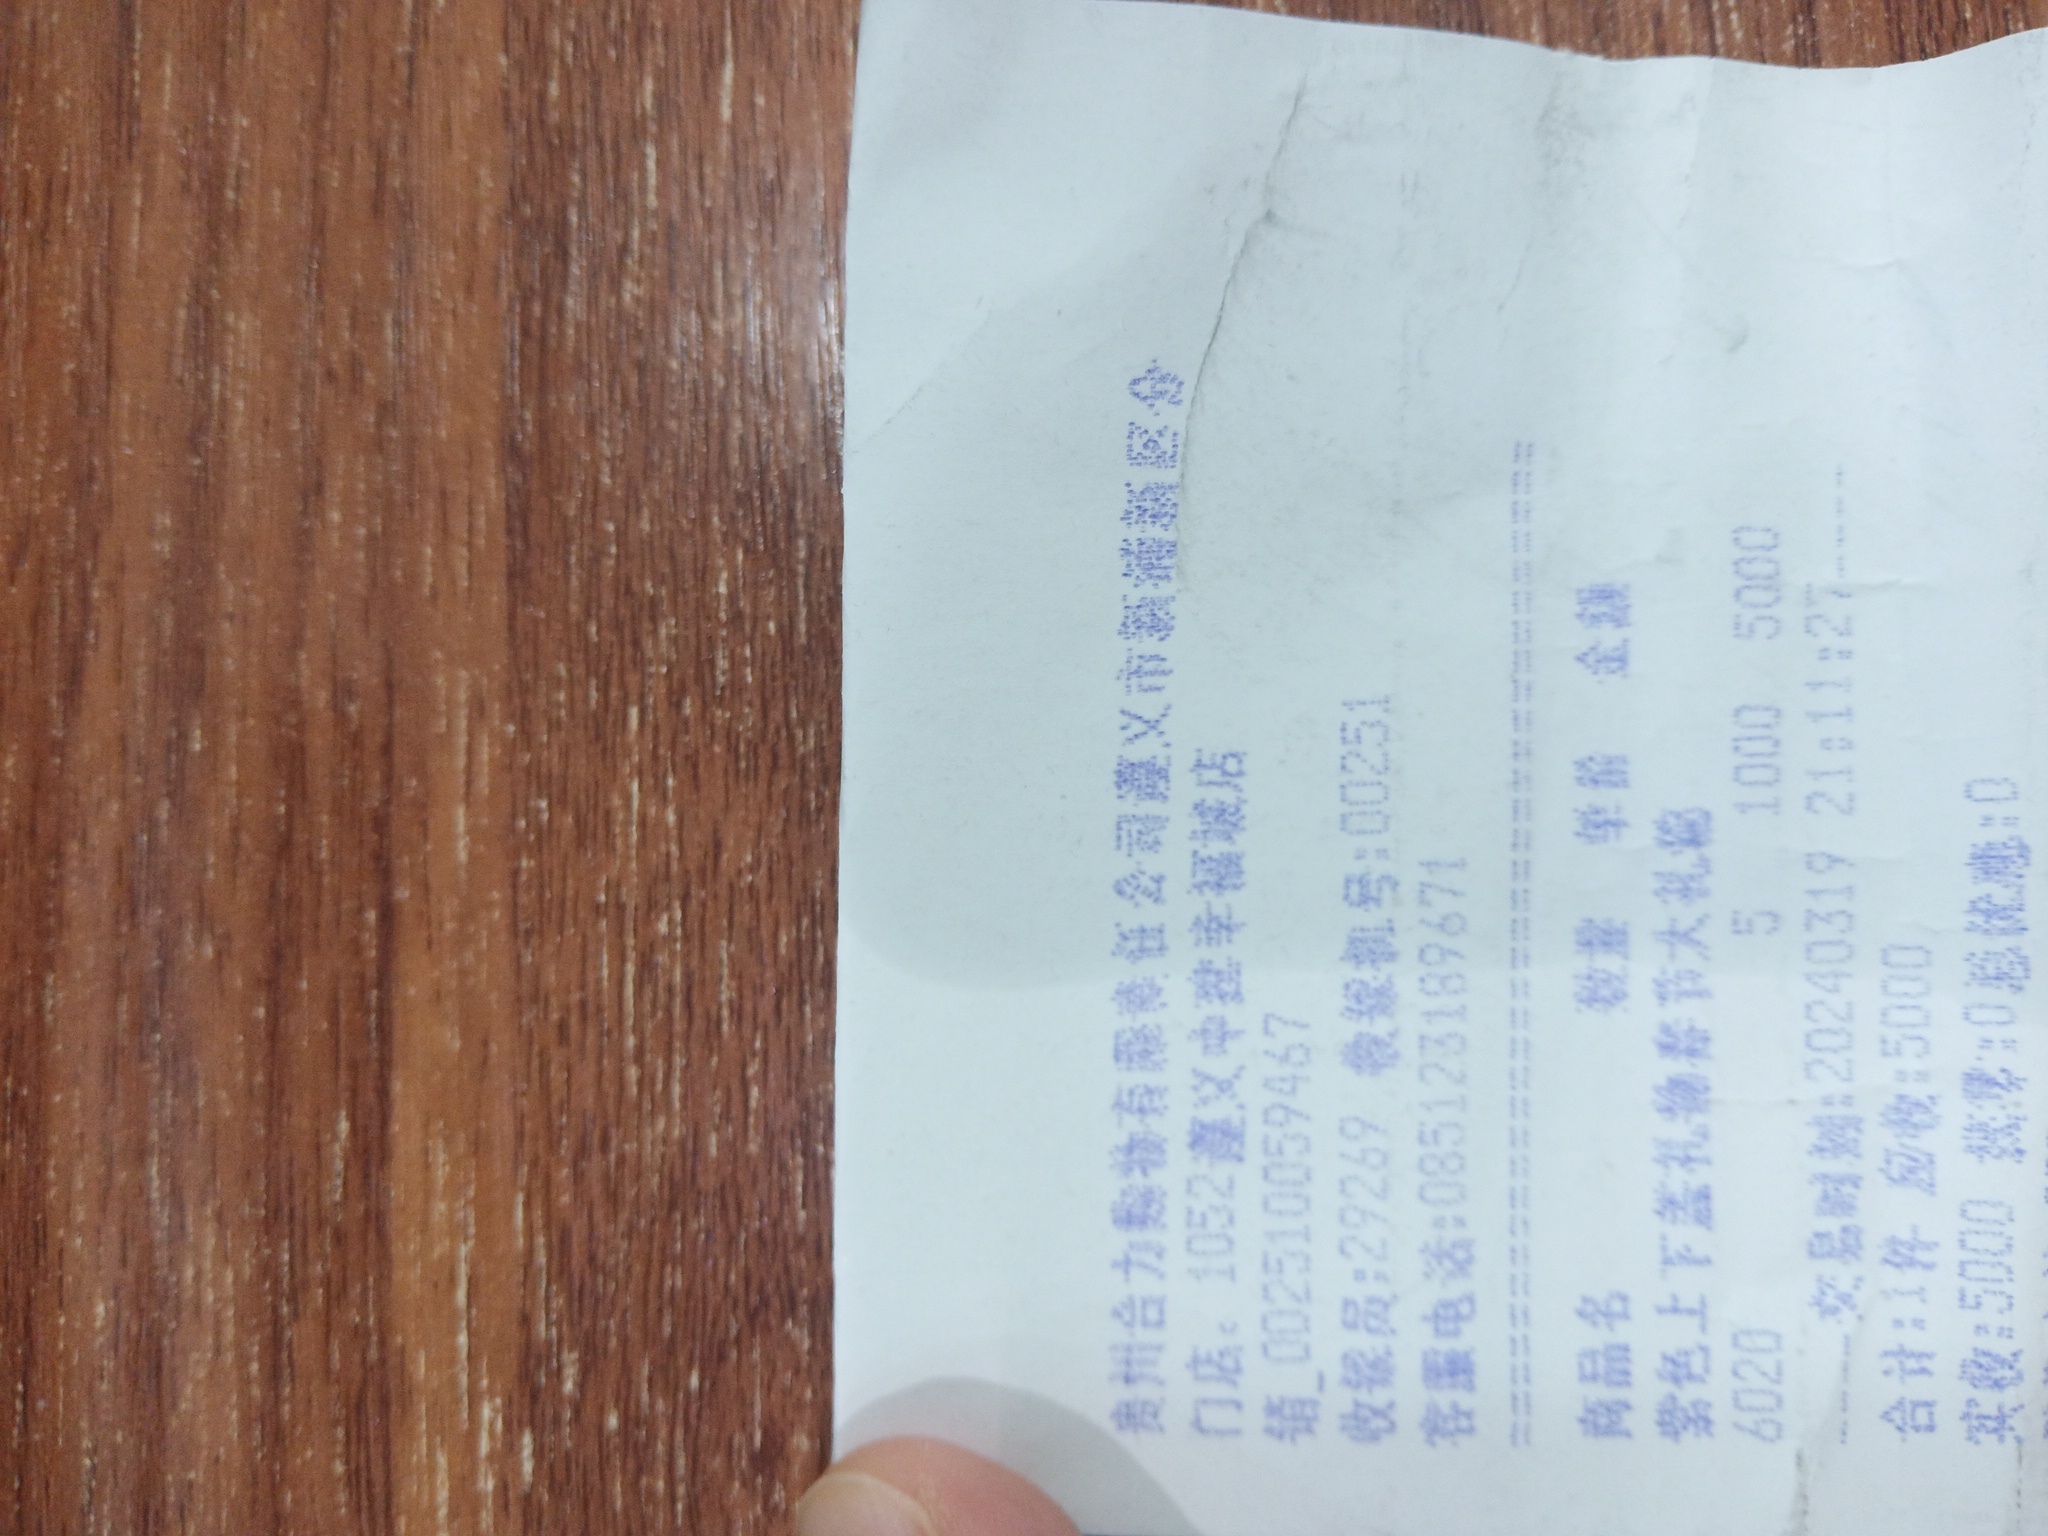 贵州合力购物有限责任公司遵义市新蒲新区分
门店: 1052遵义中建幸福城店
销_002510059467
收银员:29269 收银机号:00251
客服电话:085123189671
==============================
商品名 数量 单价 金额
紫色上下盖礼物春节大礼包
6020 5 1000 5000
-----交易时刻:20240319 21:11:27-----
合计:1件 应收:5000
实收:5000 找零:0 总优惠:0